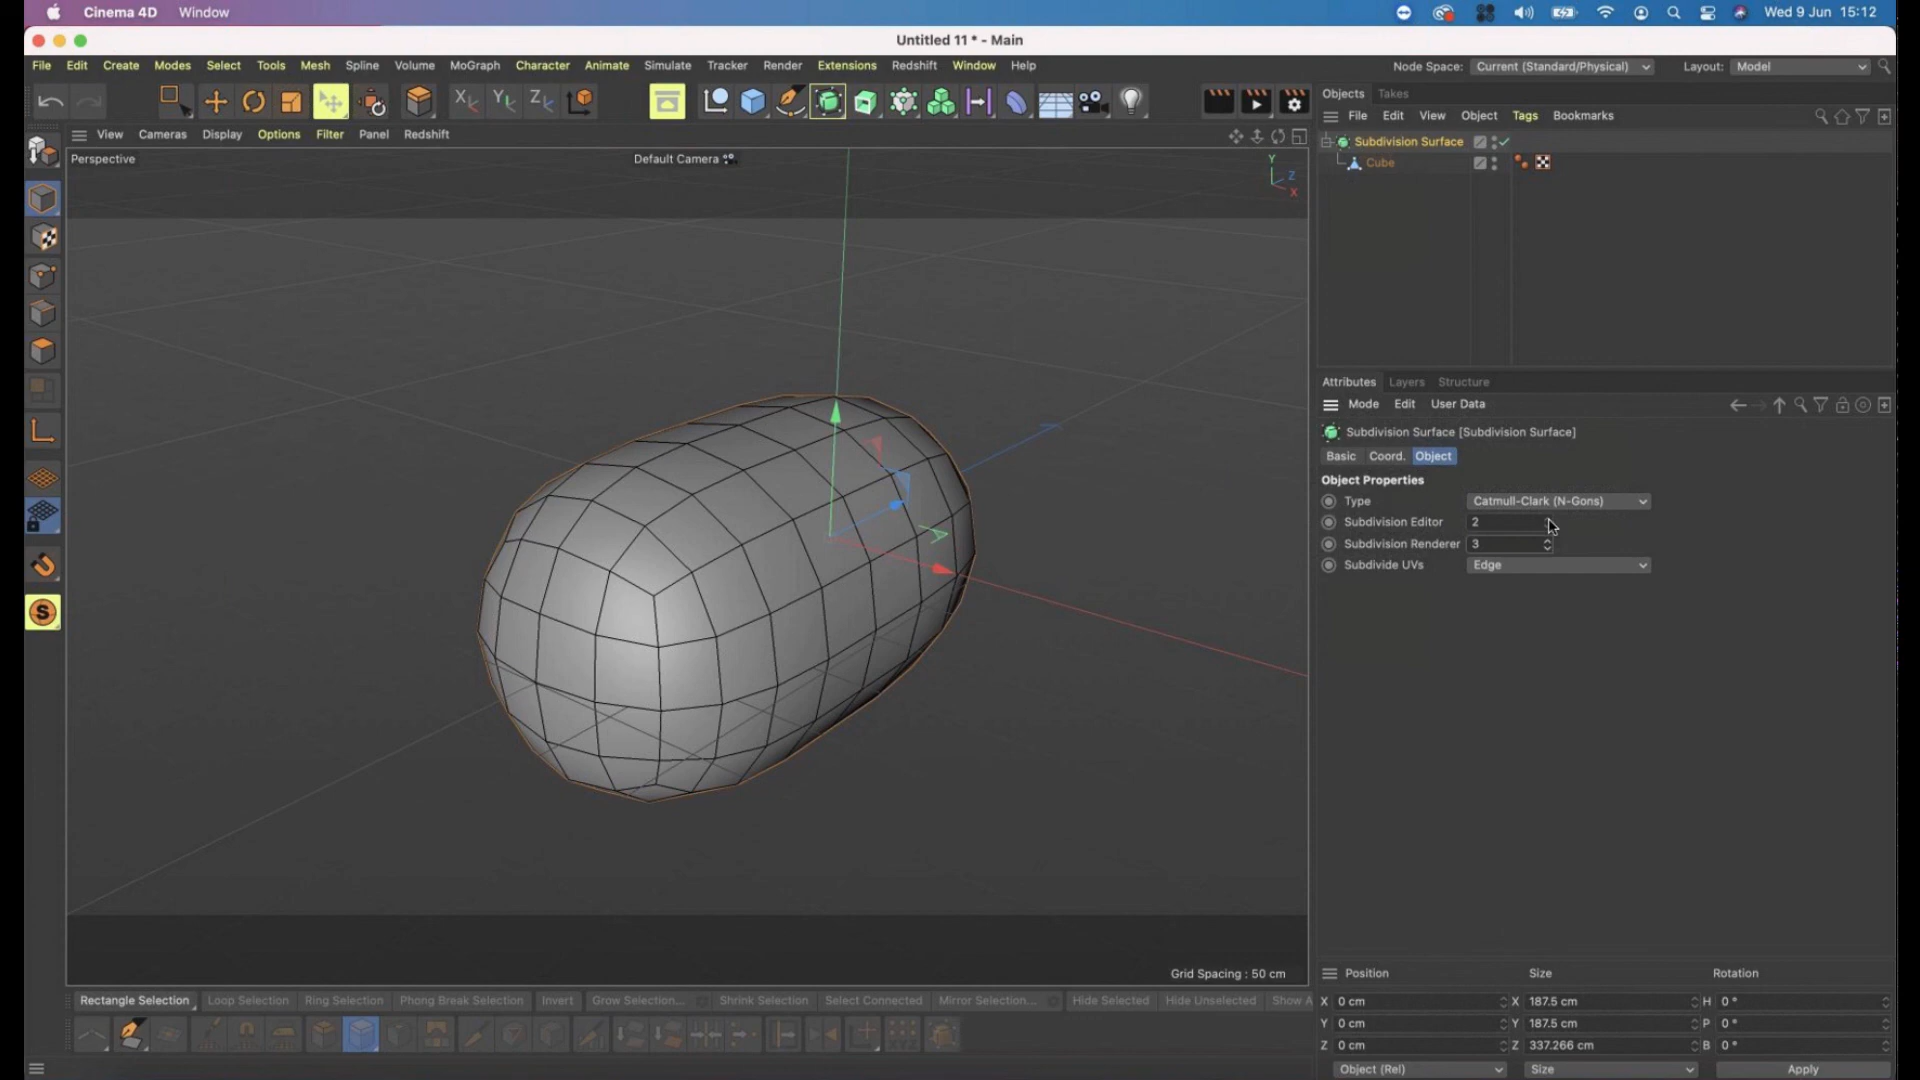 Cinema 4D Window Wed 9 Jun 15:12
Untitled 11 * - Main
File Edit Create Modes Select Tools Mesh Spline Volume MoGraph Character Animate Simulate Tracker Render Extensions Redshift Window Help Node Space: Current (Standard/Physical) Layout: Model
Objects Takes
File Edit View Object Tags Bookmarks
View Cameras Display Options Filter Panel Redshift
Perspective Default Camera
Y
Z
X
Subdivision Surface
Cube
Attributes Layers Structure
Mode Edit User Data
Subdivision Surface [Subdivision Surface]
Basic Coord. Object
Object Properties
Type Catmull-Clark (N-Gons)
Subdivision Editor 2
Subdivision Renderer 3
Subdivide UVs Edge
S
Grid Spacing : 50 cm
Position Size Rotation
Rectangle Selection Loop Selection Ring Selection Phong Break Selection Invert Grow Selection... Shrink Selection Select Connected Mirror Selection... Hide Selected Hide Unselected Show A
X 0 cm X 187.5 cm H 0 °
Y 0 cm Y 187.5 cm P 0 °
Z 0 cm Z 337.266 cm B 0 °
Object (Rel) Size Apply